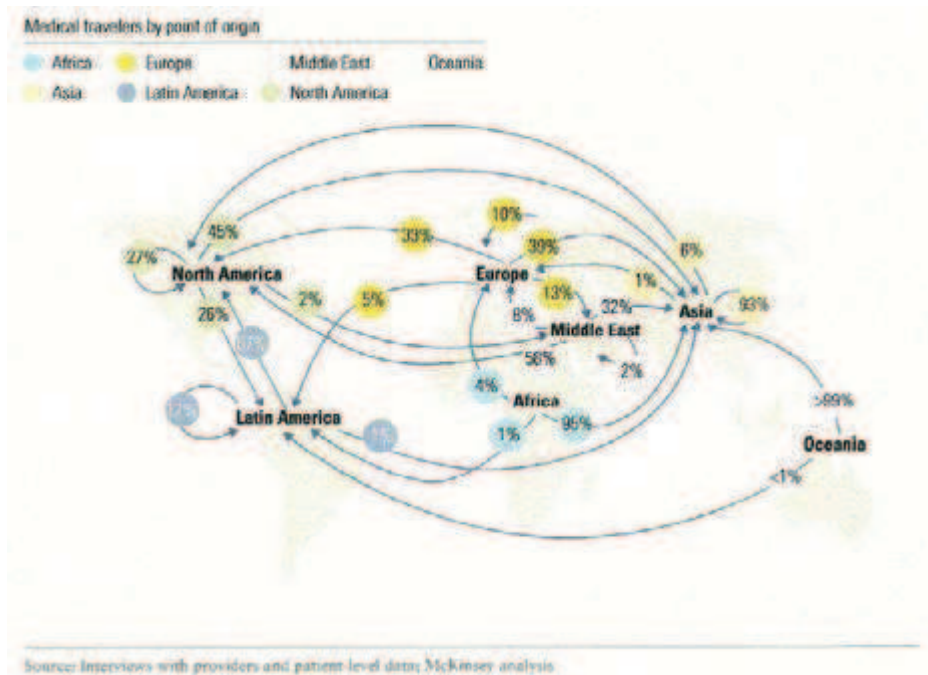 Medical travelers by point of origin
Africa Europe Middle East Oceania
Asia Latin America North America
10%
45% 33% 39% 6%
27% North America Europe 1%
2% 5% 13% 32% Asia 93%
26% 8% Middle East
58% 2%
4% Africa >99%
Latin America 95%
1% Oceania
<1%
Source: Interviews with providers and patient-level data; McKinsey analysis